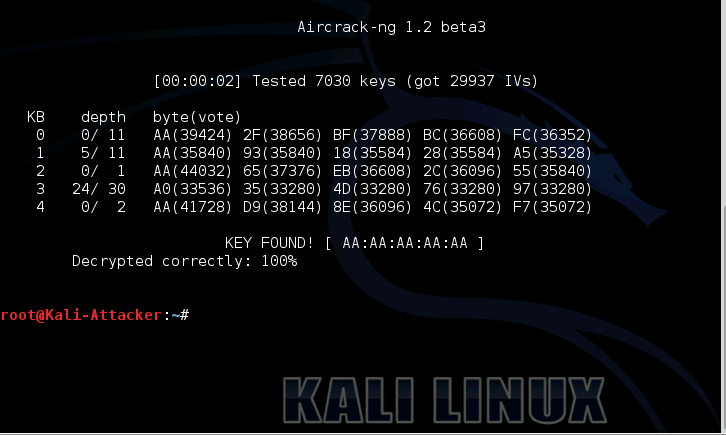 Aircrack-ng 1.2 beta3
[00:00:02] Tested 7030 keys (got 29937 IVs)
KB depth byte(vote)
0 0/ 11 AA(39424) 2F(38656) BF(37888) BC(36608) FC(36352)
1 5/ 11 AA(35840) 93(35840) 18(35584) 28(35584) A5(35328)
2 0/ 1 AA(44032) 65(37376) EB(36608) 2C(36096) 55(35840)
3 24/ 30 A0(33536) 35(33280) 4D(33280) 76(33280) 97(33280)
4 0/ 2 AA(41728) D9(38144) 8E(36096) 4C(35072) F7(35072)
KEY FOUND! [ AA:AA:AA:AA:AA ]
Decrypted correctly: 100%
root@Kali-Attacker:~#
KALI LINUX